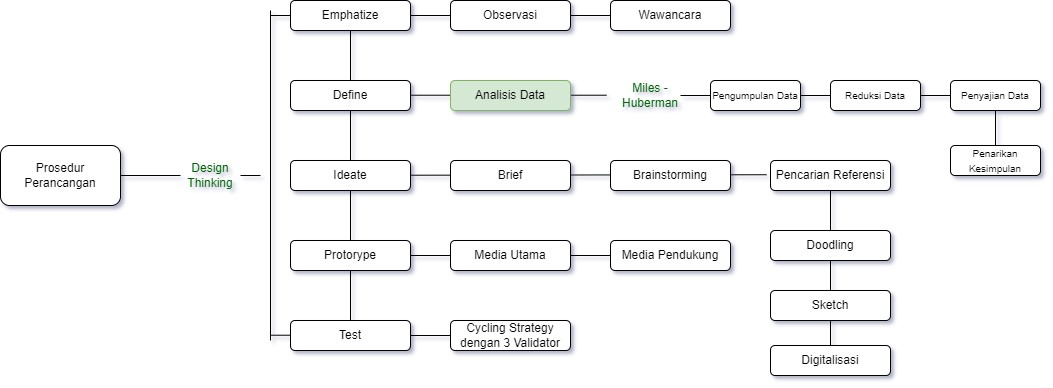 Emphatize
Observasi
Wawancara
Define
Analisis Data
Miles -
Huberman
Pengumpulan Data
Reduksi Data
Penyajian Data
Penarikan
Kesimpulan
Prosedur
Perancangan
Design
Thinking
Ideate
Brief
Brainstorming
Pencarian Referensi
Doodling
Sketch
Digitalisasi
Protorype
Media Utama
Media Pendukung
Test
Cycling Strategy
dengan 3 Validator